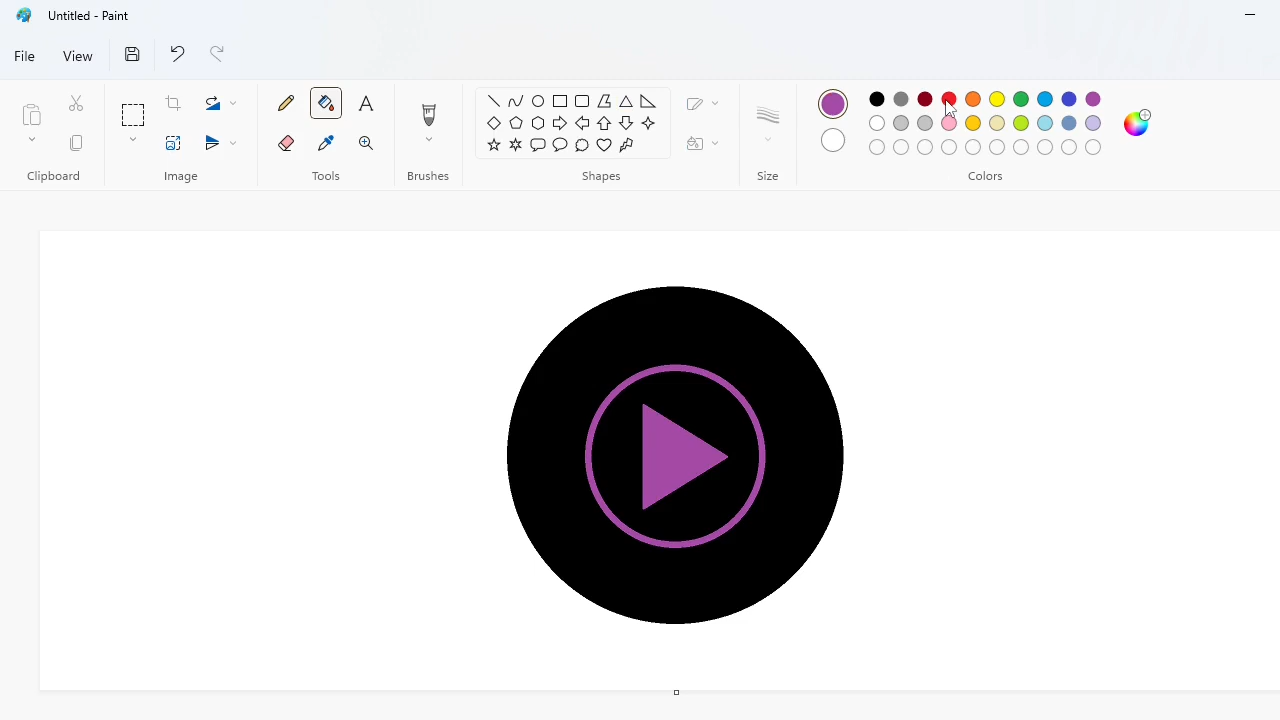 Untitled - Paint
File
View
Clipboard
Image
Tools
Brushes
Shapes
Size
Colors